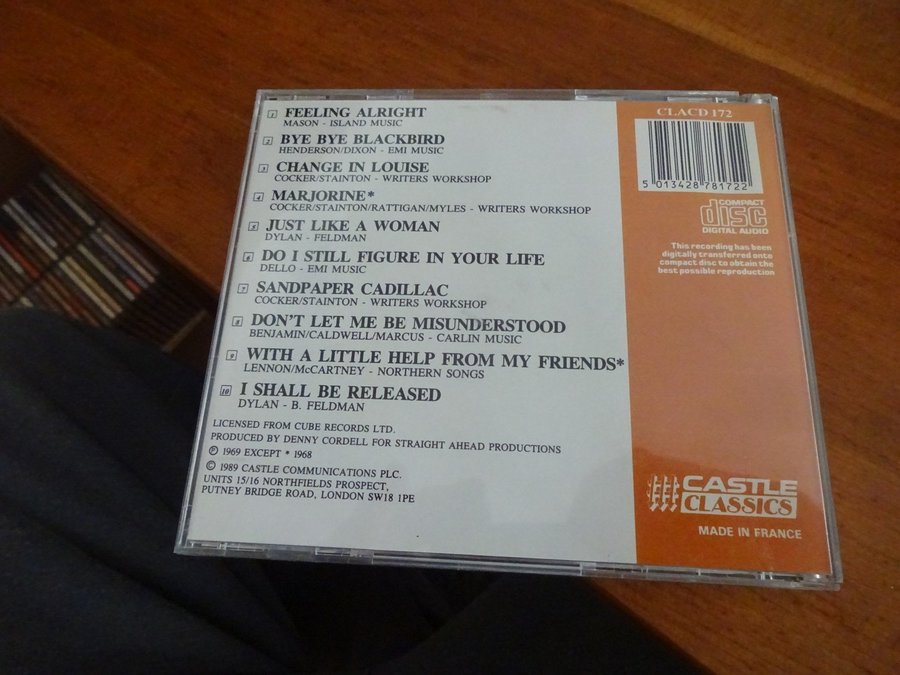 1 FEELING ALRIGHT
MASON - ISLAND MUSIC
2 BYE BYE BLACKBIRD
HENDERSON/DIXON - EMI MUSIC
3 CHANGE IN LOUISE
COCKER/STAINTON - WRITERS WORKSHOP
4 MARJORINE*
COCKER/STAINTON/RATTIGAN/MYLES - WRITERS WORKSHOP
5 JUST LIKE A WOMAN
DYLAN - FELDMAN
6 DO I STILL FIGURE IN YOUR LIFE
DELLO - EMI MUSIC
7 SANDPAPER CADILLAC
COCKER/STAINTON - WRITERS WORKSHOP
8 DON'T LET ME BE MISUNDERSTOOD
BENJAMIN/CALDWELL/MARCUS - CARLIN MUSIC
9 WITH A LITTLE HELP FROM MY FRIENDS*
LENNON/McCARTNEY - NORTHERN SONGS
10 I SHALL BE RELEASED
DYLAN - B. FELDMAN
LICENSED FROM CUBE RECORDS LTD.
PRODUCED BY DENNY CORDELL FOR STRAIGHT AHEAD PRODUCTIONS
℗ 1969 EXCEPT * 1968
© 1989 CASTLE COMMUNICATIONS PLC.
UNITS 15/16 NORTHFIELDS PROSPECT,
PUTNEY BRIDGE ROAD, LONDON SW18 1PE
CLACD 172
5 013428 781722
COMPACT
disc
DIGITAL AUDIO
This recording has been
digitally transferred onto
compact disc to obtain the
best possible reproduction
CASTLE
CLASSICS
MADE IN FRANCE